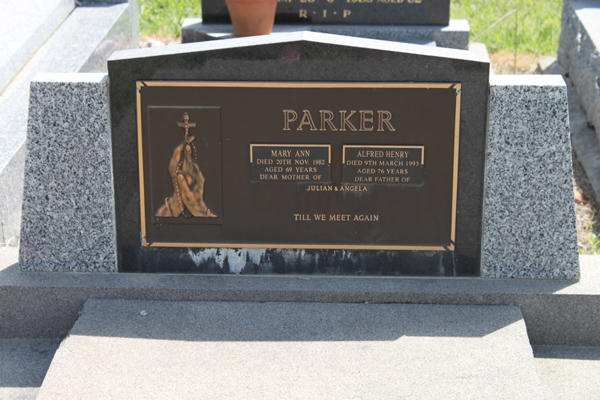 R · I · P
PARKER
MARY ANN
DIED 20TH NOV. 1982
AGED 69 YEARS
DEAR MOTHER OF
ALFRED HENRY
DIED 9TH MARCH 1993
AGED 76 YEARS
DEAR FATHER OF
JULIAN & ANGELA
TILL WE MEET AGAIN